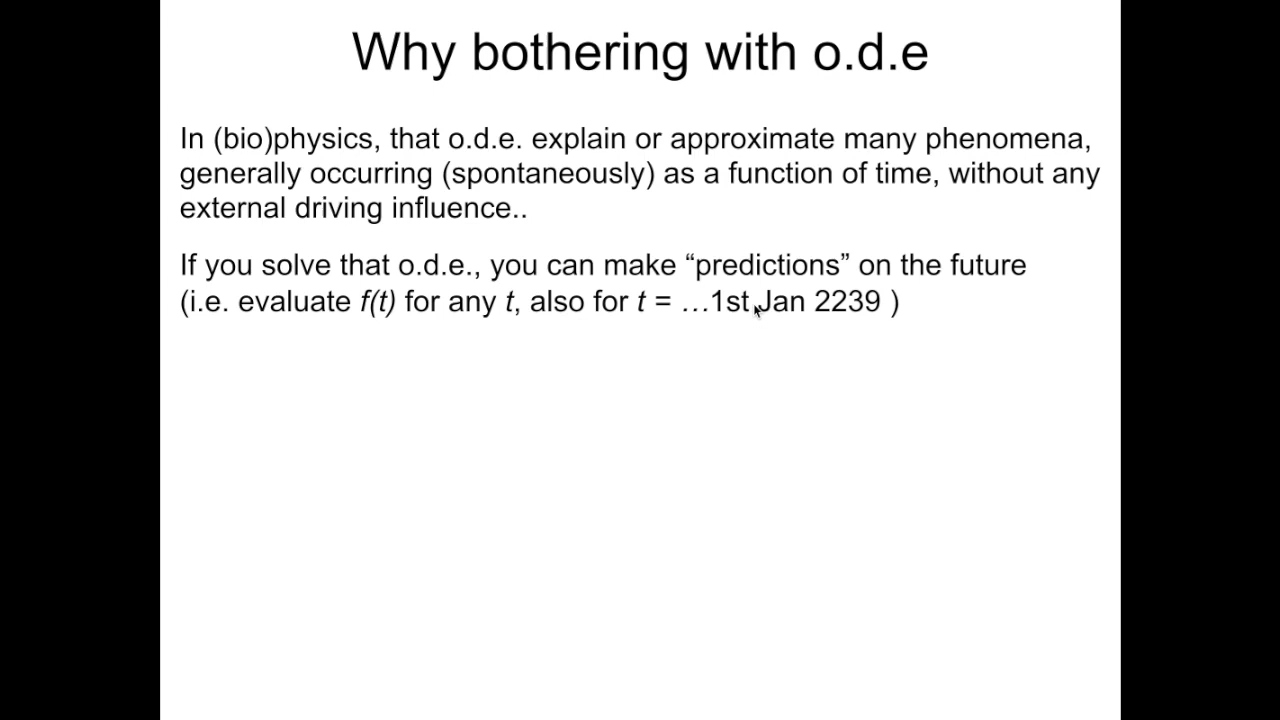 Why bothering with o.d.e
In (bio)physics, that o.d.e. explain or approximate many phenomena,
generally occurring (spontaneously) as a function of time, without any
external driving influence..
If you solve that o.d.e., you can make “predictions” on the future
(i.e. evaluate f(t) for any t, also for t = …1st Jan 2239 )